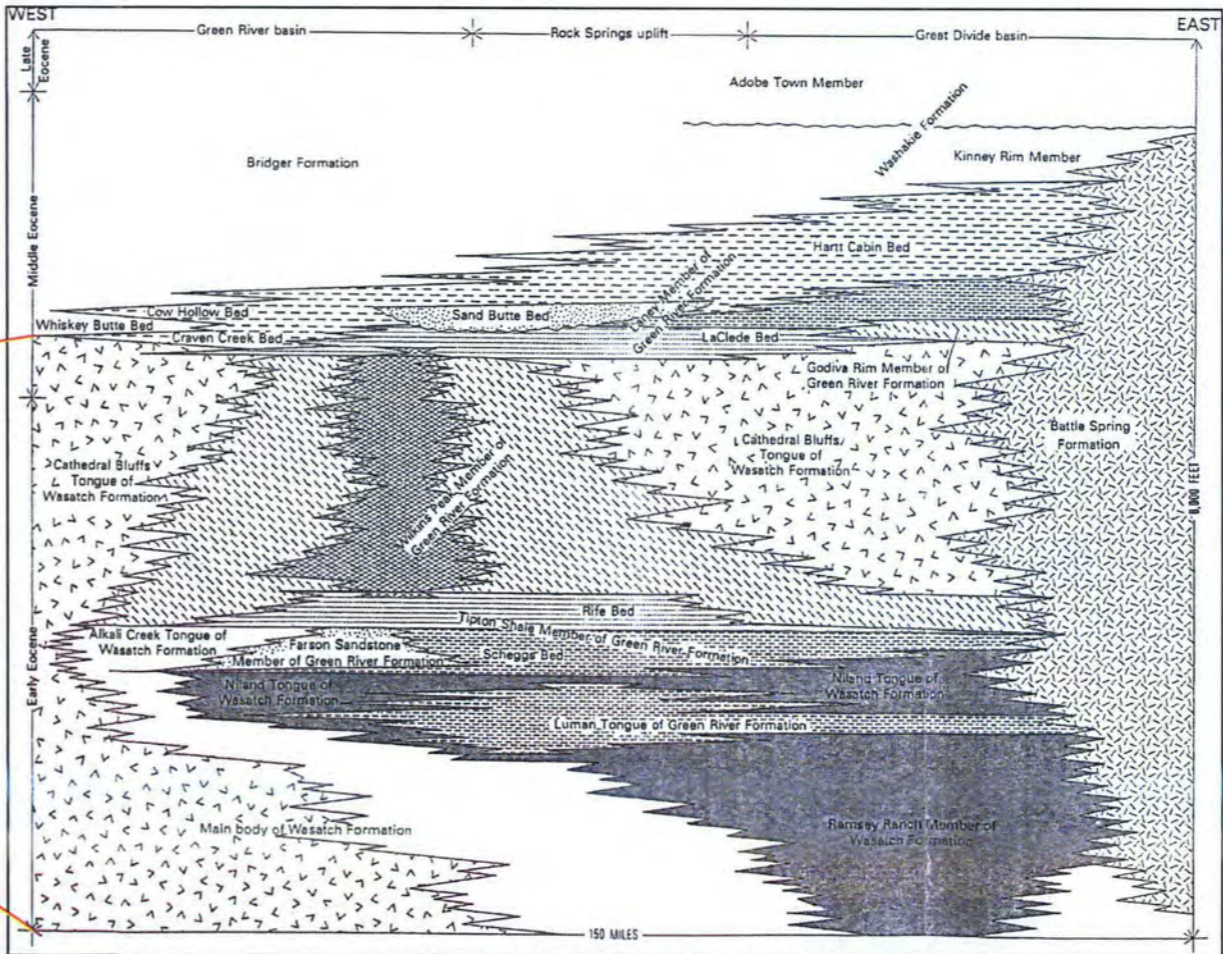 WEST
EAST
Green River basin
Rock Springs uplift
Great Divide basin
Late
Eocene
Adobe Town Member
Washakie Formation
Bridger Formation
Kinney Rim Member
Middle Eocene
Hartt Cabin Bed
Cow Hollow Bed
Sand Butte Bed
Laney Member of
Green River Formation
Whiskey Butte Bed
Craven Creek Bed
LaClede Bed
Godiva Rim Member of
Green River Formation
Battle Spring
Formation
Cathedral Bluffs
Tongue of
Wasatch Formation
Wilkins Peak Member of
Green River Formation
Cathedral Bluffs
Tongue of
Wasatch Formation
8,000 FEET
Rife Bed
Tipton Shale Member of Green River Formation
Alkali Creek Tongue of
Wasatch Formation
Farson Sandstone
Member of Green River Formation
Scheggs Bed
Early Eocene
Niland Tongue of
Wasatch Formation
Niland Tongue of
Wasatch Formation
Luman Tongue of Green River Formation
Main body of Wasatch Formation
Ramsey Ranch Member of
Wasatch Formation
150 MILES